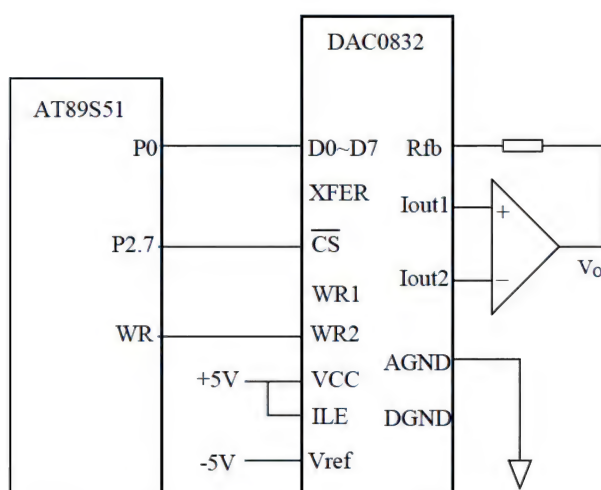 DAC0832
AT89S51
P0
D0~D7
Rfb
XFER
Iout1
+
P2.7
CS
Iout2
−
Vo
WR1
WR
WR2
AGND
+5V
VCC
ILE
DGND
-5V
Vref